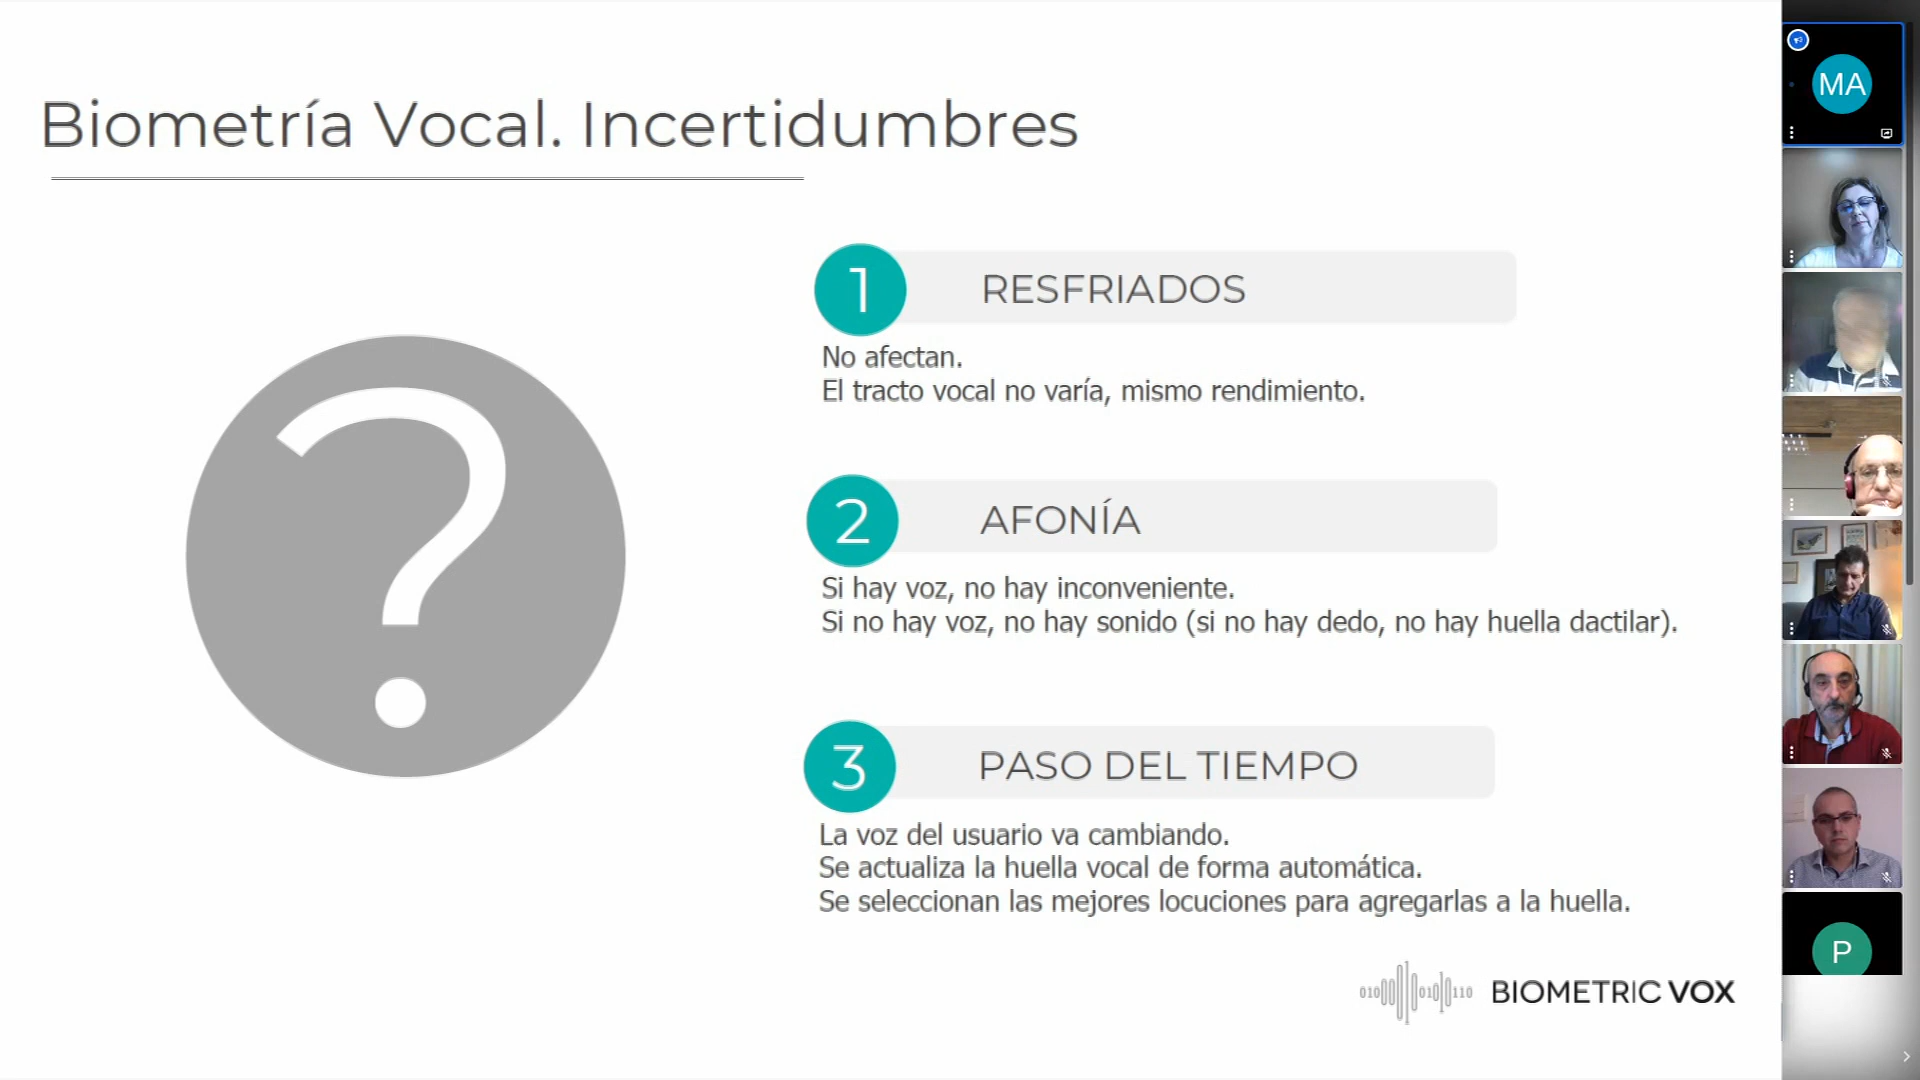 Biometría Vocal. Incertidumbres
?
1
RESFRIADOS
No afectan.
El tracto vocal no varía, mismo rendimiento.
2
AFONÍA
Si hay voz, no hay inconveniente.
Si no hay voz, no hay sonido (si no hay dedo, no hay huella dactilar).
3
PASO DEL TIEMPO
La voz del usuario va cambiando.
Se actualiza la huella vocal de forma automática.
Se seleccionan las mejores locuciones para agregarlas a la huella.
BIOMETRIC VOX
MA
P